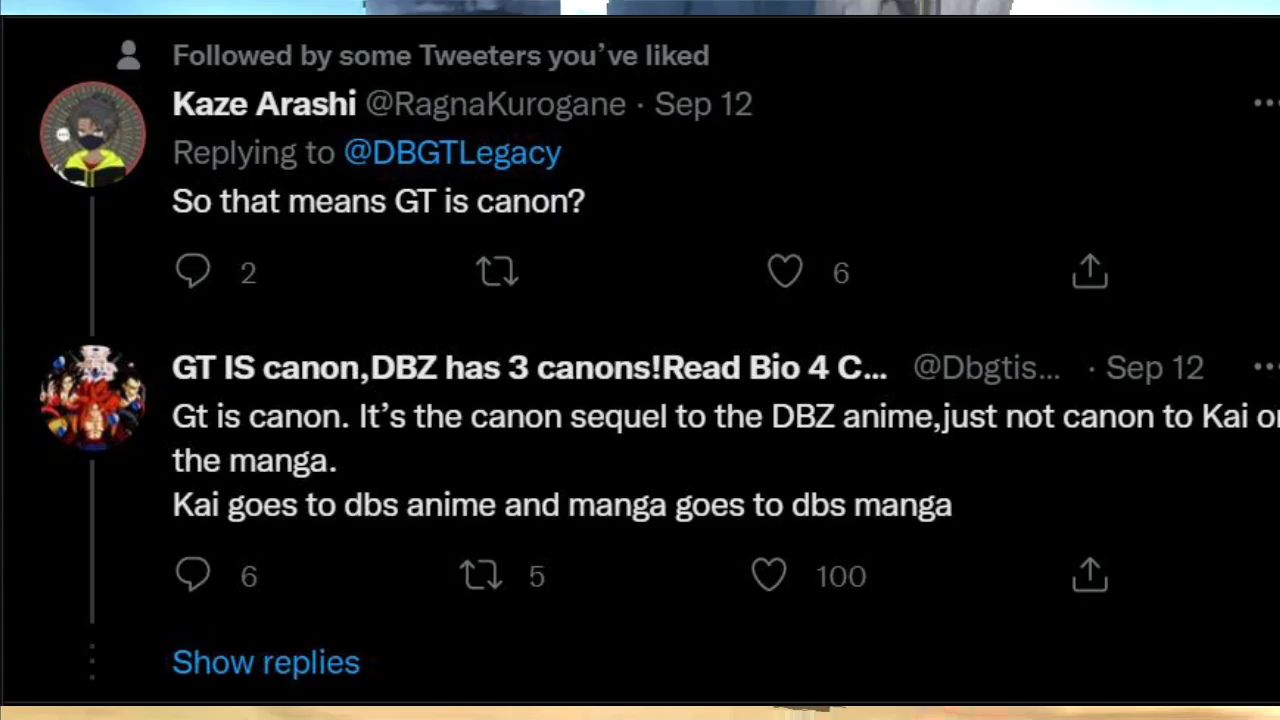 Followed by some Tweeters you’ve liked
Kaze Arashi @RagnaKurogane · Sep 12
Replying to @DBGTLegacy
So that means GT is canon?
2 6
GT IS canon,DBZ has 3 canons!Read Bio 4 C... @Dbgtis... · Sep 12
Gt is canon. It’s the canon sequel to the DBZ anime,just not canon to Kai or
the manga.
Kai goes to dbs anime and manga goes to dbs manga
6 5 100
Show replies